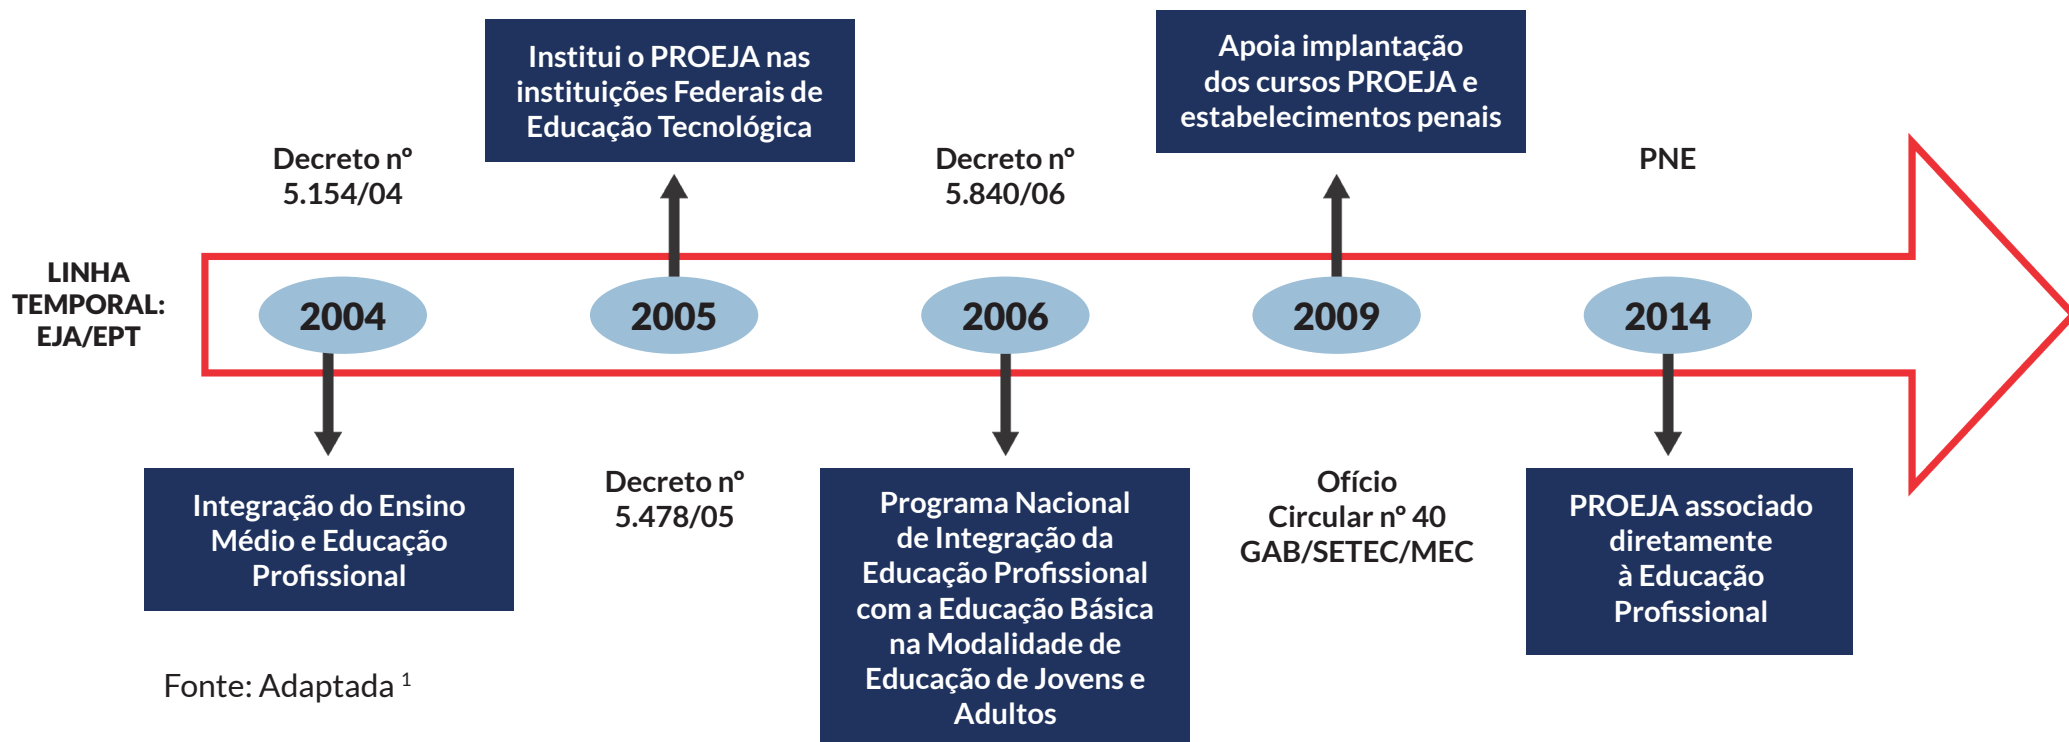 LINHA
TEMPORAL:
EJA/EPT
Decreto nº
5.154/04
2004
Integração do Ensino
Médio e Educação
Profissional
Institui o PROEJA nas
instituições Federais de
Educação Tecnológica
2005
Decreto nº
5.478/05
Decreto nº
5.840/06
2006
Programa Nacional
de Integração da
Educação Profissional
com a Educação Básica
na Modalidade de
Educação de Jovens e
Adultos
Apoia implantação
dos cursos PROEJA e
estabelecimentos penais
2009
Ofício
Circular nº 40
GAB/SETEC/MEC
PNE
2014
PROEJA associado
diretamente
à Educação
Profissional
Fonte: Adaptada ¹